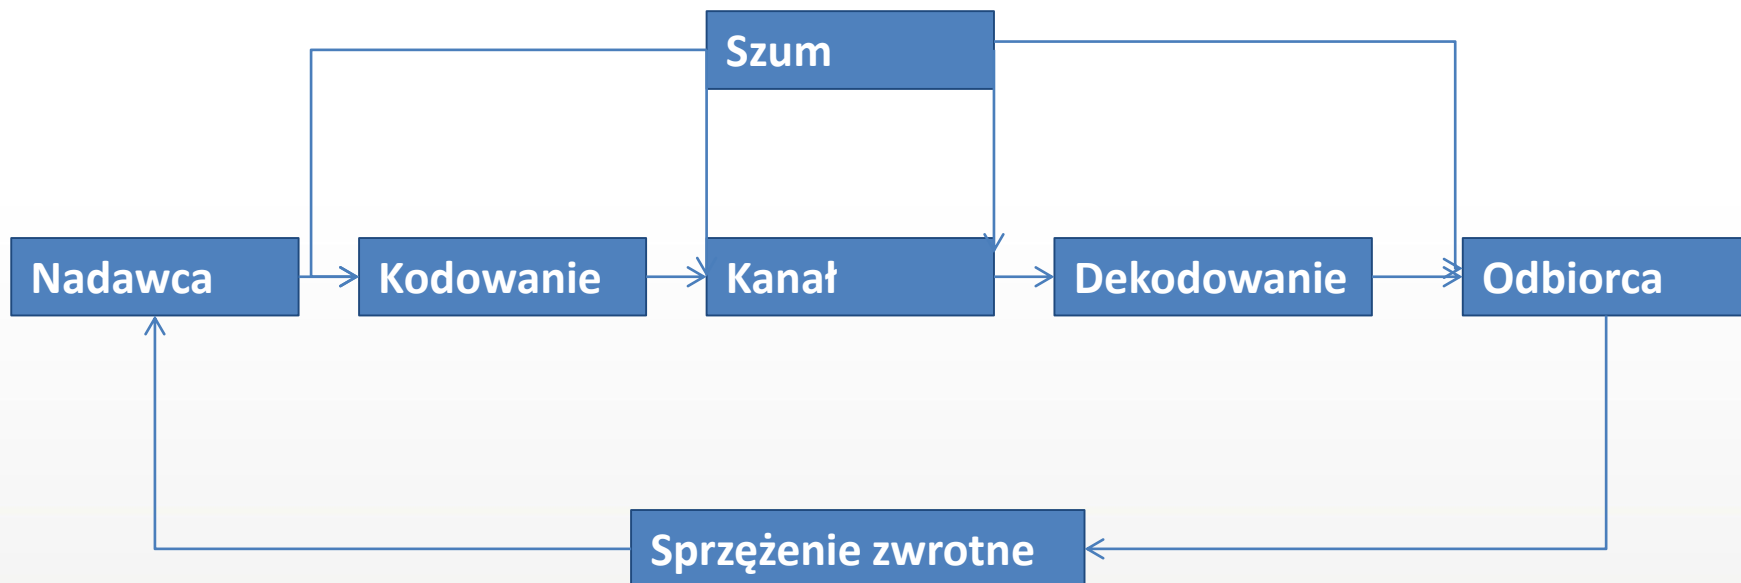 Szum
Nadawca
Kodowanie
Kanał
Dekodowanie
Odbiorca
Sprzężenie zwrotne